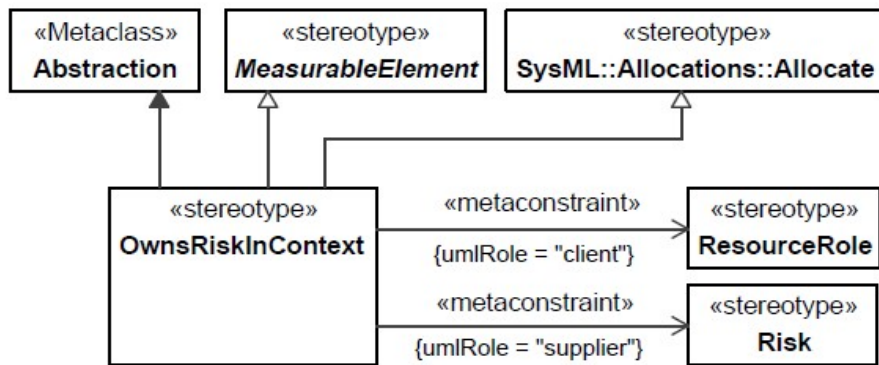 «Metaclass»
Abstraction
«stereotype»
MeasurableElement
«stereotype»
SysML::Allocations::Allocate
«stereotype»
OwnsRiskInContext
«metaconstraint»
{umlRole = "client"}
«stereotype»
ResourceRole
«metaconstraint»
{umlRole = "supplier"}
«stereotype»
Risk